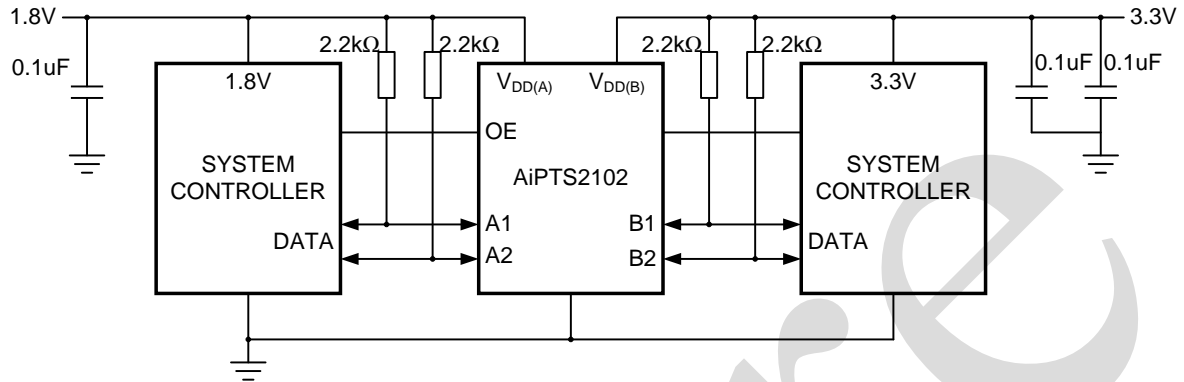 1.8V
3.3V
2.2kΩ
2.2kΩ
2.2kΩ
2.2kΩ
0.1uF
0.1uF
0.1uF
1.8V
VDD(A)
VDD(B)
3.3V
OE
SYSTEM
CONTROLLER
AiPTS2102
SYSTEM
CONTROLLER
DATA
A1
A2
B1
B2
DATA
re